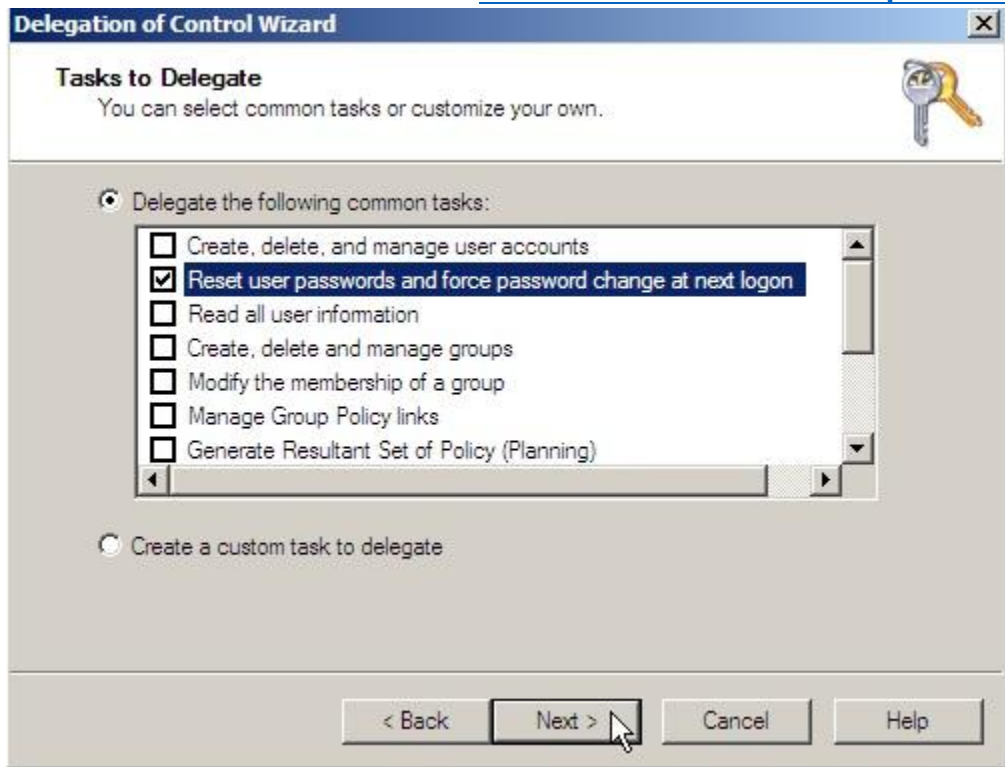 Delegation of Control Wizard
Tasks to Delegate
You can select common tasks or customize your own.
Delegate the following common tasks:
Create, delete, and manage user accounts
Reset user passwords and force password change at next logon
Read all user information
Create, delete and manage groups
Modify the membership of a group
Manage Group Policy links
Generate Resultant Set of Policy (Planning)
Create a custom task to delegate
< Back Next > Cancel Help